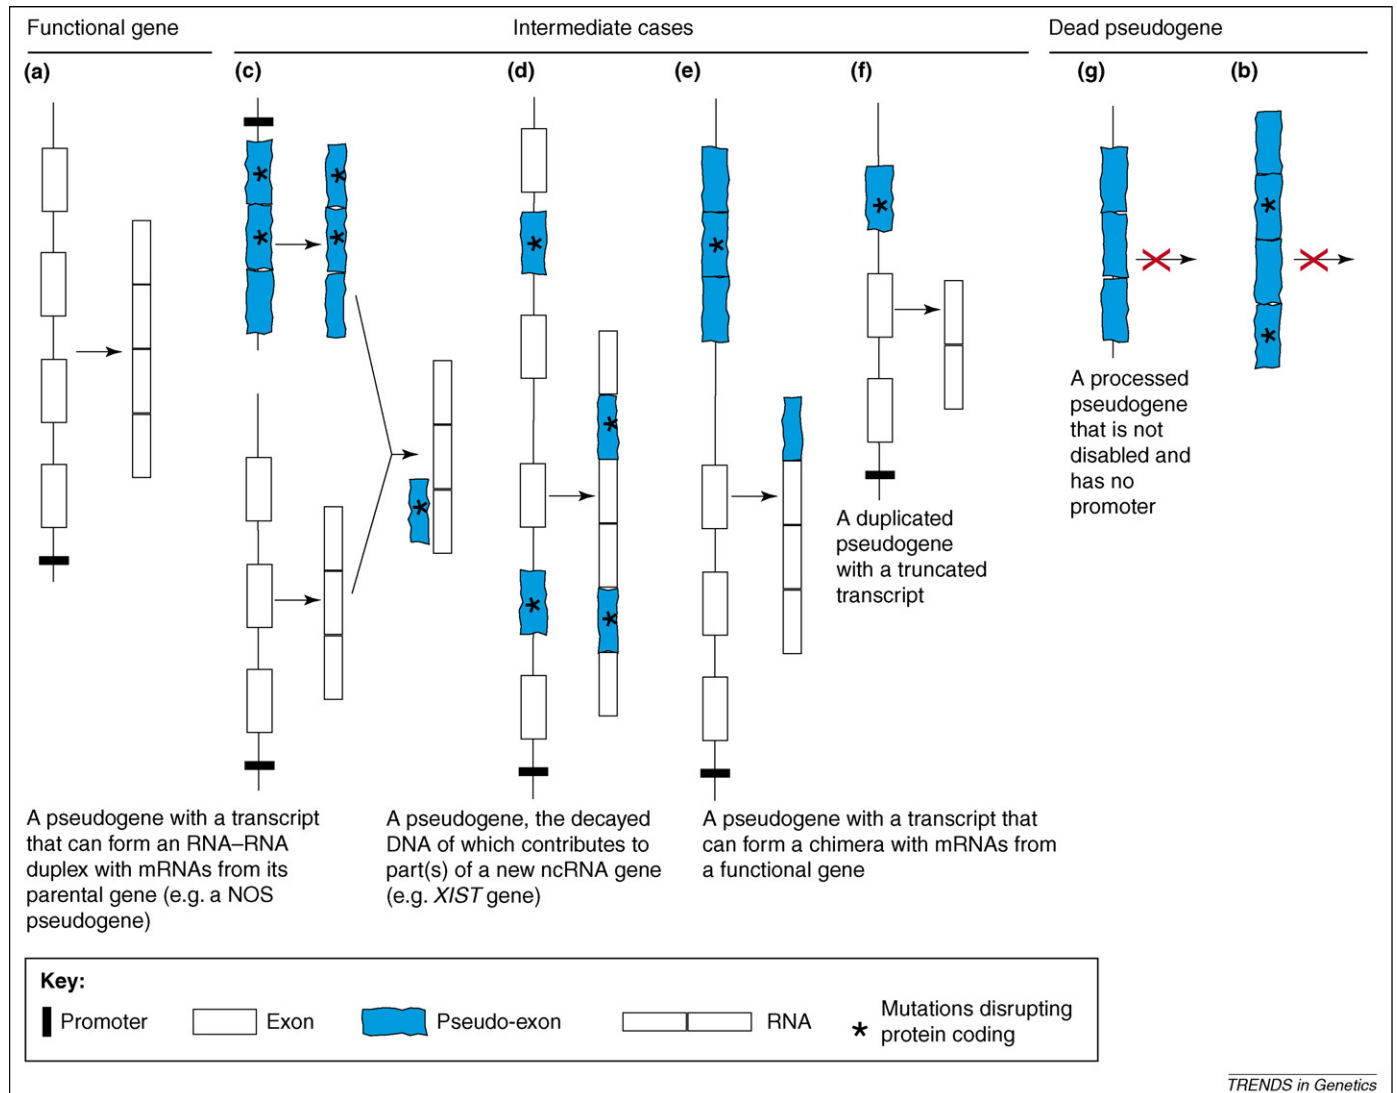 Functional gene
Intermediate cases
Dead pseudogene
(a)
(c)
(d)
(e)
(f)
(g)
(b)
A processed
pseudogene
that is not
disabled and
has no
promoter
A duplicated
pseudogene
with a truncated
transcript
A pseudogene with a transcript
that can form an RNA–RNA
duplex with mRNAs from its
parental gene (e.g. a NOS
pseudogene)
A pseudogene, the decayed
DNA of which contributes to
part(s) of a new ncRNA gene
(e.g. XIST gene)
A pseudogene with a transcript that
can form a chimera with mRNAs from
a functional gene
Key:
Promoter
Exon
Pseudo-exon
RNA
* Mutations disrupting
protein coding
TRENDS in Genetics